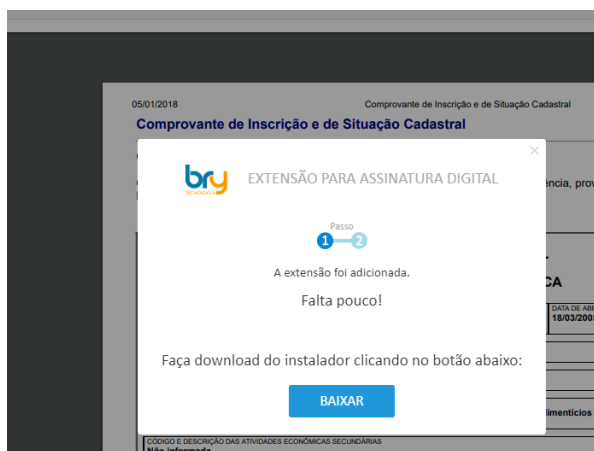 05/01/2018 Comprovante de Inscrição e de Situação Cadastral
Comprovante de Inscrição e de Situação Cadastral
×
bry EXTENSÃO PARA ASSINATURA DIGITAL
TECNOLOGIA
ência, prov
Passo
1 2
A extensão foi adicionada.
Falta pouco!
CA
DATA DE ABE
18/03/200
Faça download do instalador clicando no botão abaixo:
BAIXAR
limentícios
CÓDIGO E DESCRIÇÃO DAS ATIVIDADES ECONÔMICAS SECUNDÁRIAS
Não informada